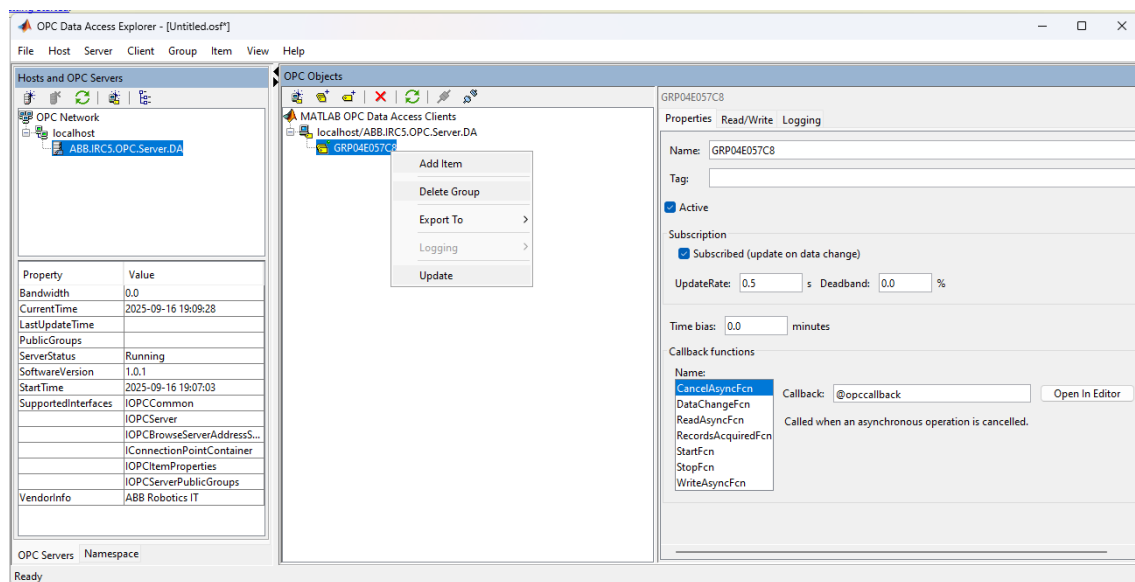 OPC Data Access Explorer - [Untitled.osf*]
File Host Server Client Group Item View Help
Hosts and OPC Servers
OPC Network
localhost
ABB.IRC5.OPC.Server.DA
Property Value
Bandwidth 0.0
CurrentTime 2025-09-16 19:09:28
LastUpdateTime
PublicGroups
ServerStatus Running
SoftwareVersion 1.0.1
StartTime 2025-09-16 19:07:03
SupportedInterfaces IOPCCommon
IOPCServer
IOPCBrowseServerAddressS...
IConnectionPointContainer
IOPCItemProperties
IOPCServerPublicGroups
VendorInfo ABB Robotics IT
OPC Servers Namespace
Ready
OPC Objects
MATLAB OPC Data Access Clients
localhost/ABB.IRC5.OPC.Server.DA
GRP04E057C8
Add Item
Delete Group
Export To
Logging
Update
GRP04E057C8
Properties Read/Write Logging
Name: GRP04E057C8
Tag:
Active
Subscription
Subscribed (update on data change)
UpdateRate: 0.5 s Deadband: 0.0 %
Time bias: 0.0 minutes
Callback functions
Name:
CancelAsyncFcn
DataChangeFcn
ReadAsyncFcn
RecordsAcquiredFcn
StartFcn
StopFcn
WriteAsyncFcn
Callback: @opccallback Open In Editor
Called when an asynchronous operation is cancelled.